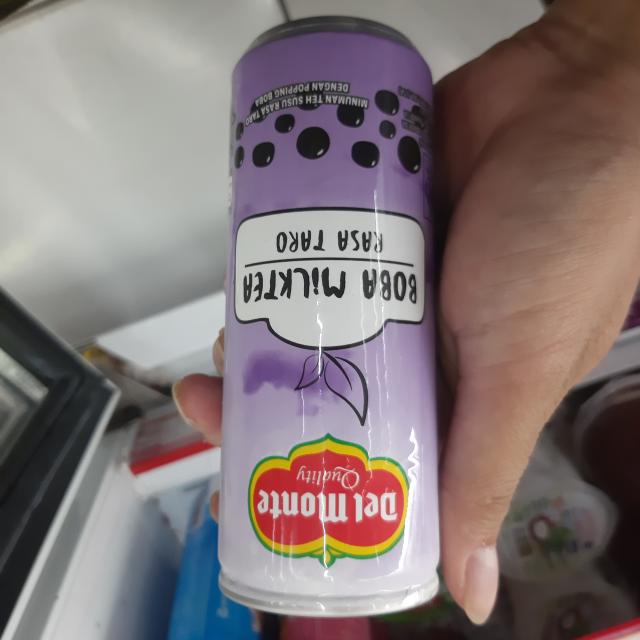 Del Monte
Quality
BOBA MiLKTEA
RASA TARO
MINUMAN TEH SUSU RASA TARO
DENGAN POPPING BOBA